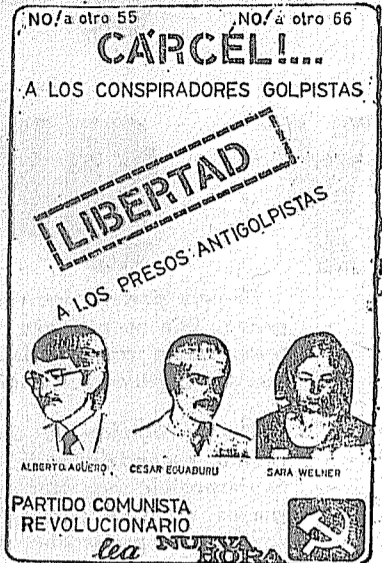 ¡NO! a otro 55 ¡NO! a otro 66
CARCEL!...
A LOS CONSPIRADORES GOLPISTAS
LIBERTAD
A LOS PRESOS ANTIGOLPISTAS
ALBERTO AGÜERO CESAR EGUADURU SARA WELNER
PARTIDO COMUNISTA
REVOLUCIONARIO
lea NUEVA
HORA